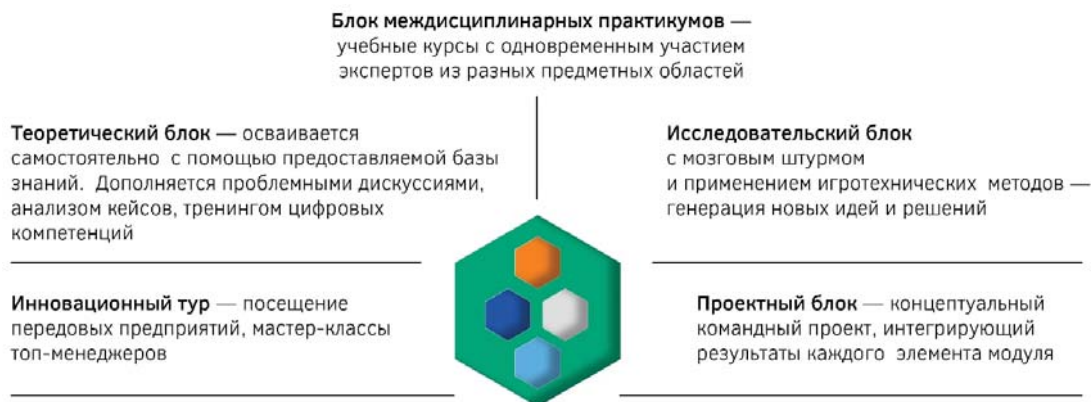 Блок междисциплинарных практикумов —
учебные курсы с одновременным участием
экспертов из разных предметных областей
Теоретический блок — осваивается
самостоятельно с помощью предоставляемой базы
знаний. Дополняется проблемными дискуссиями,
анализом кейсов, тренингом цифровых
компетенций
Исследовательский блок
с мозговым штурмом
и применением игротехнических методов —
генерация новых идей и решений
Инновационный тур — посещение
передовых предприятий, мастер-классы
топ-менеджеров
Проектный блок — концептуальный
командный проект, интегрирующий
результаты каждого элемента модуля